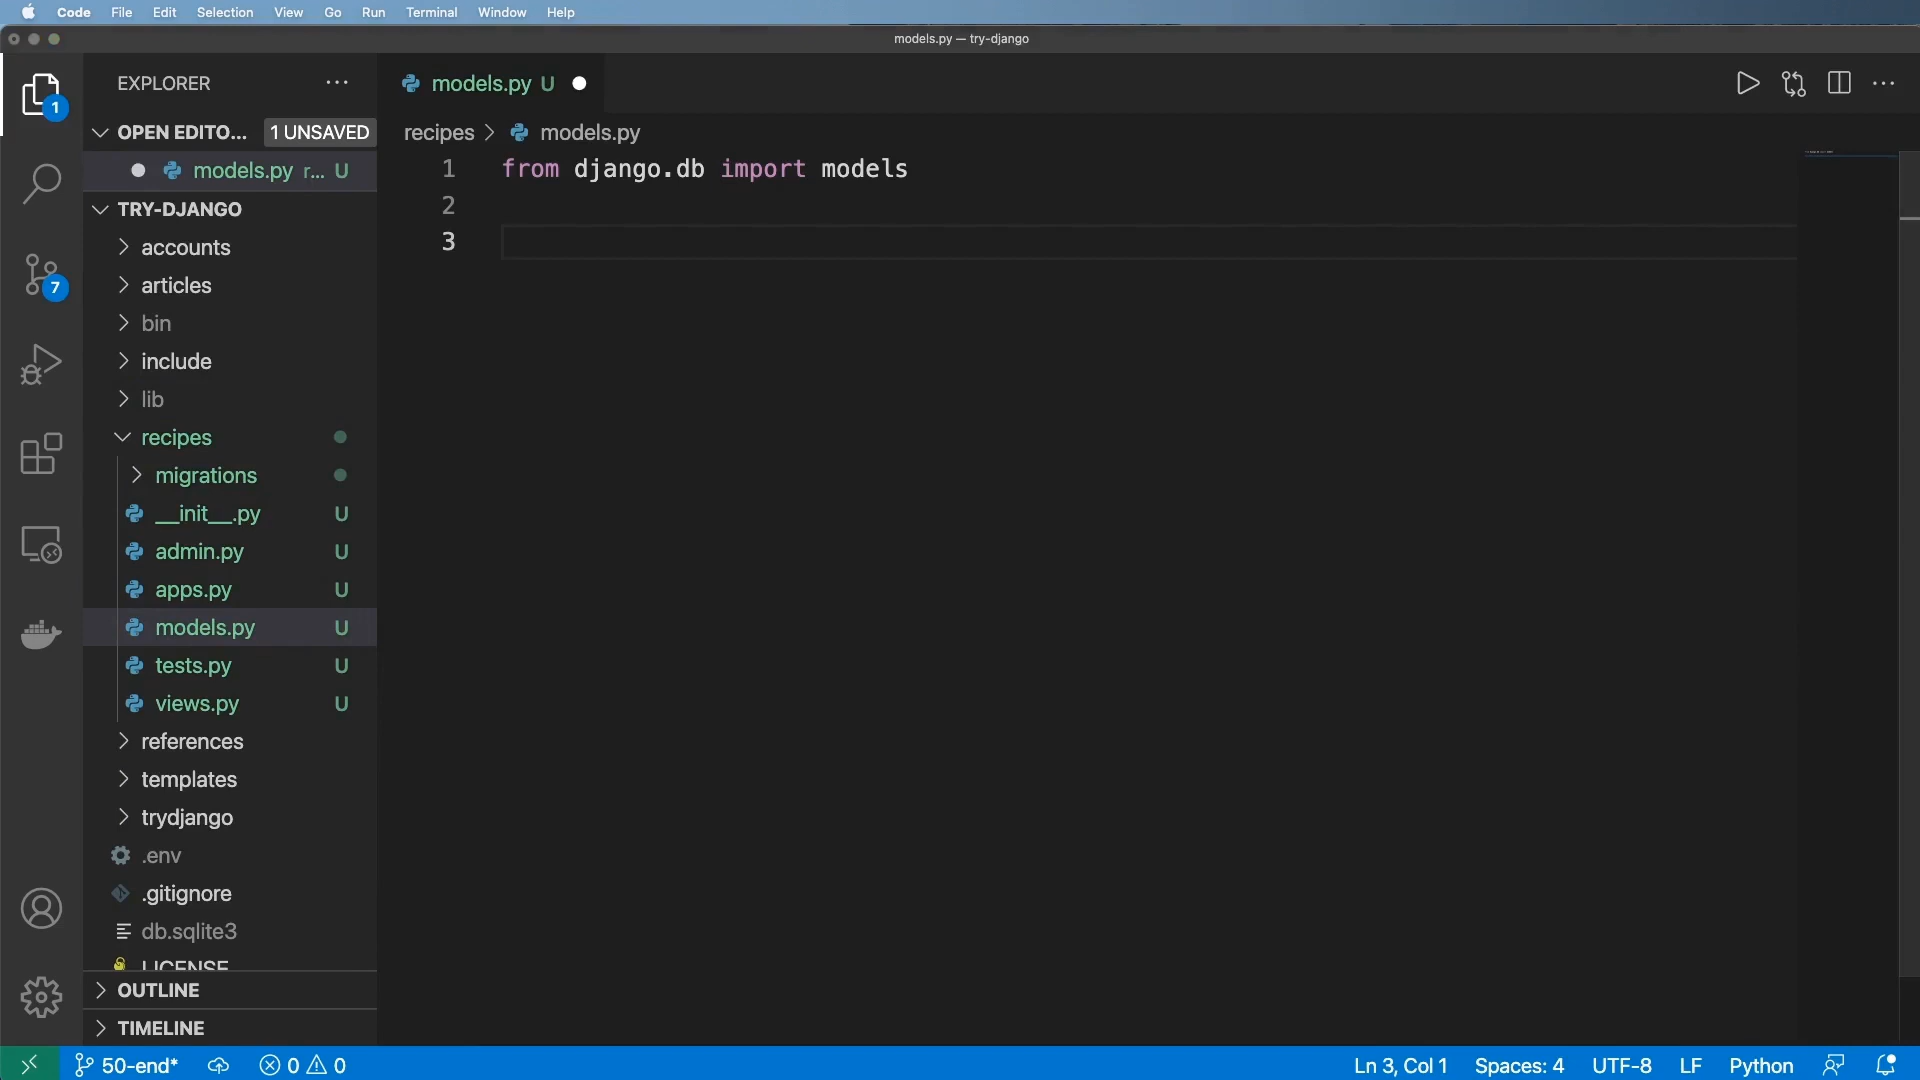 Code File Edit Selection View Go Run Terminal Window Help
models.py — try-django
EXPLORER
models.py U
OPEN EDITO... 1 UNSAVED
recipes models.py
models.py r... U
1 from django.db import models
2
3
TRY-DJANGO
accounts
articles
bin
include
lib
recipes
migrations
__init__.py U
admin.py U
apps.py U
models.py U
tests.py U
views.py U
references
templates
trydjango
.env
.gitignore
db.sqlite3
LICENSE
OUTLINE
TIMELINE
1
7
50-end* 0 0 Ln 3, Col 1 Spaces: 4 UTF-8 LF Python